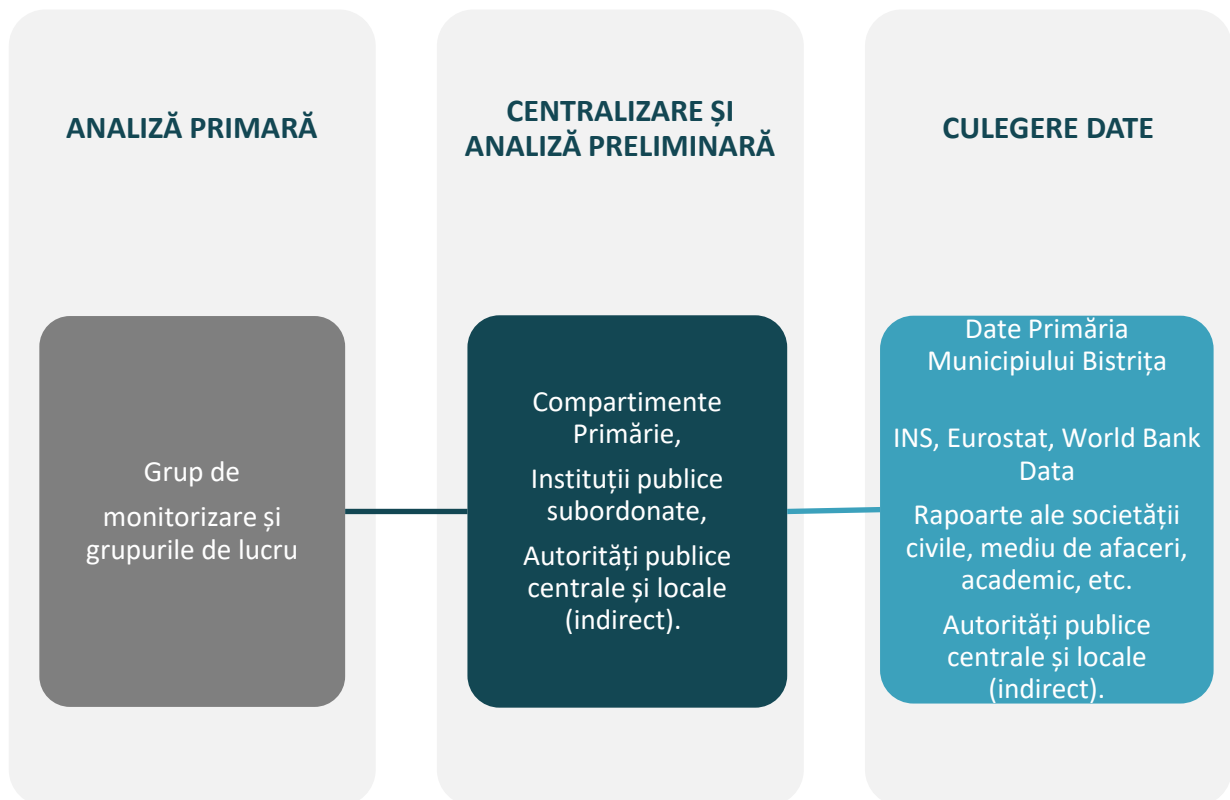 ANALIZĂ PRIMARĂ
Grup de
monitorizare și
grupurile de lucru
CENTRALIZARE ȘI
ANALIZĂ PRELIMINARĂ
Compartimente
Primărie,
Instituții publice
subordonate,
Autorități publice
centrale și locale
(indirect).
CULEGERE DATE
Date Primăria
Municipiului Bistrița
INS, Eurostat, World Bank
Data
Rapoarte ale societății
civile, mediu de afaceri,
academic, etc.
Autorități publice
centrale și locale
(indirect).